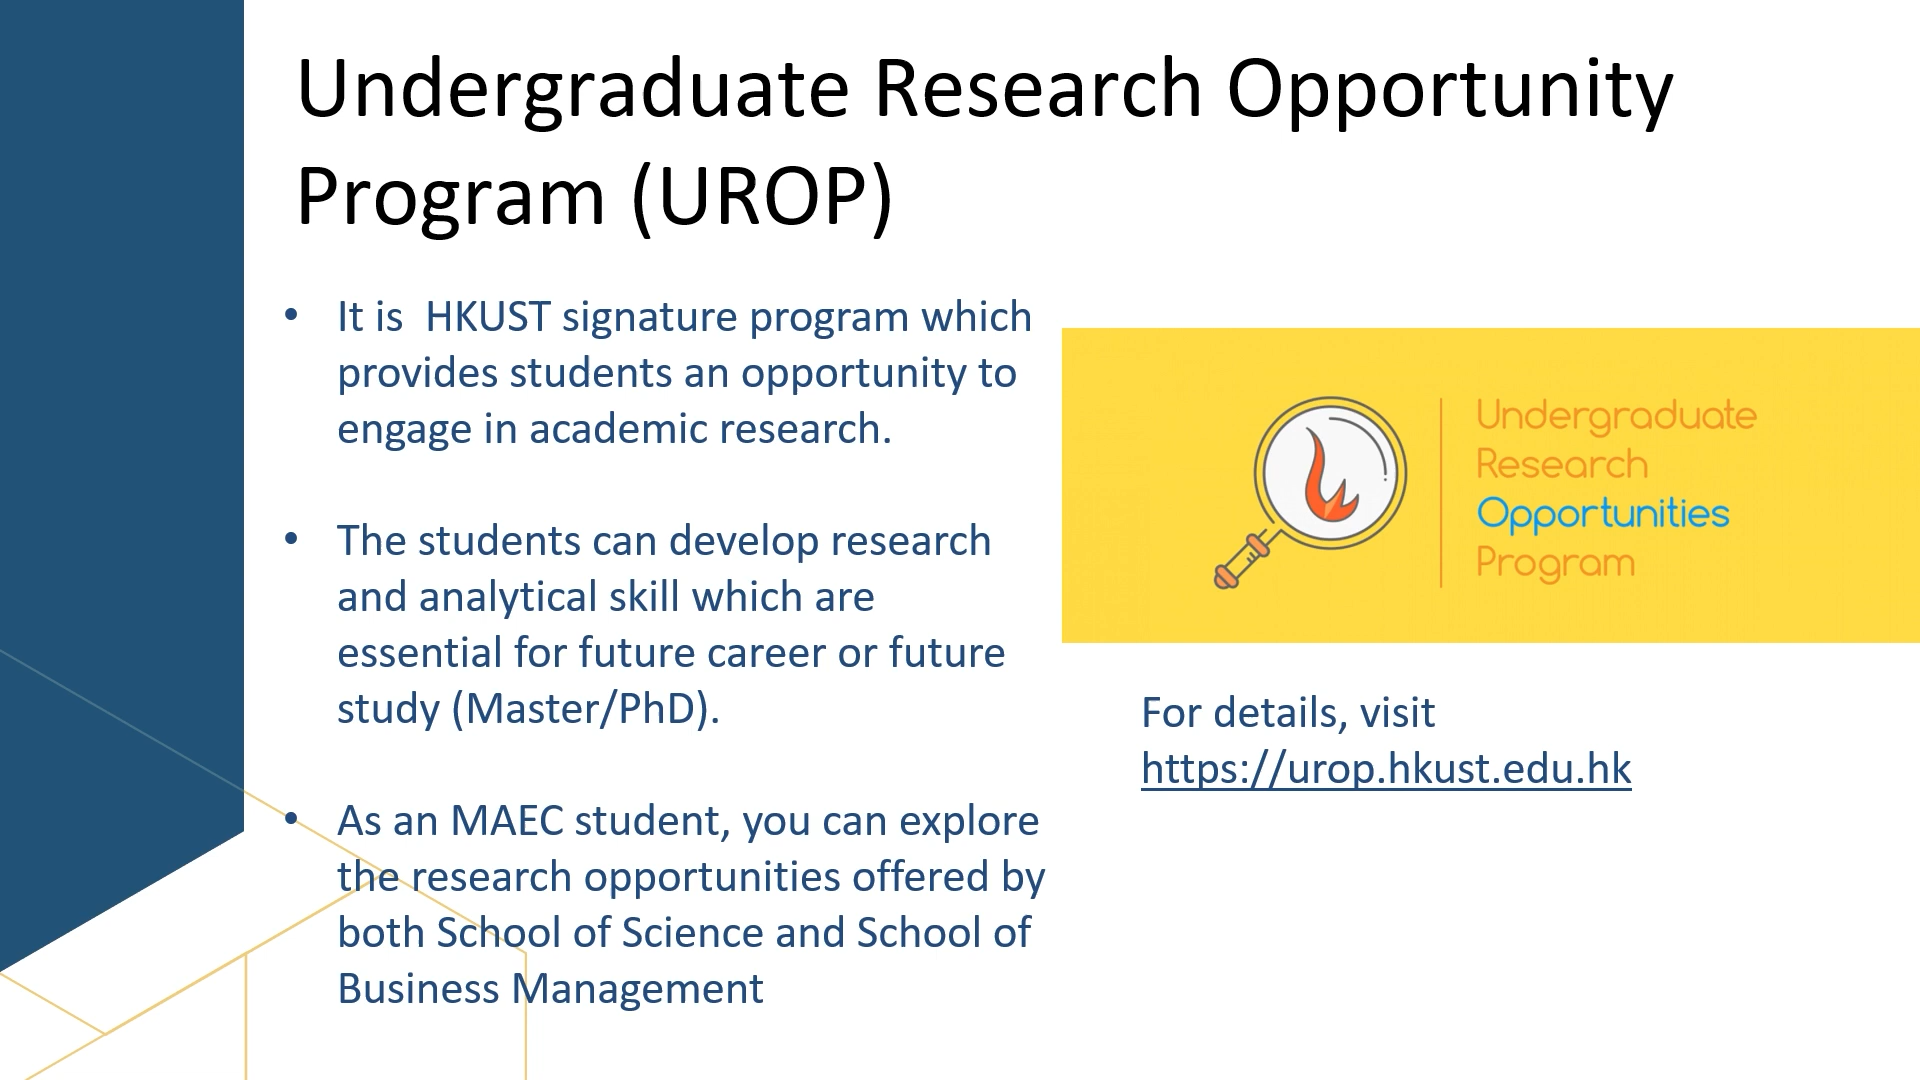 Undergraduate Research Opportunity
Program (UROP)
• It is  HKUST signature program which
provides students an opportunity to
engage in academic research.
• The students can develop research
and analytical skill which are
essential for future career or future
study (Master/PhD).
• As an MAEC student, you can explore
the research opportunities offered by
both School of Science and School of
Business Management
Undergraduate
Research
Opportunities
Program
For details, visit
https://urop.hkust.edu.hk